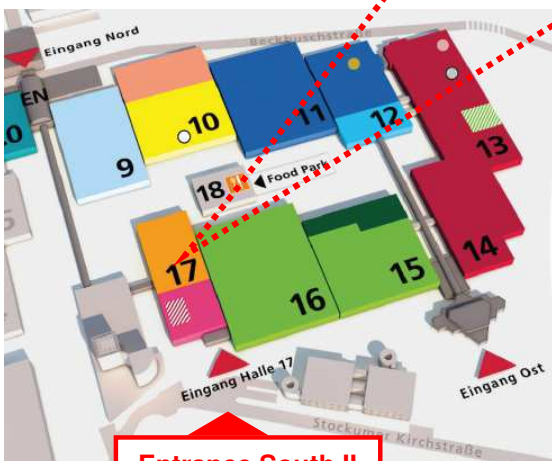 Beckbuschstraße
Eingang Nord
EN
9
10
11
12
13
18
Food Park
17
16
15
14
Eingang Halle 17
Eingang Ost
Stockumer Kirchstraße
Entrance South II